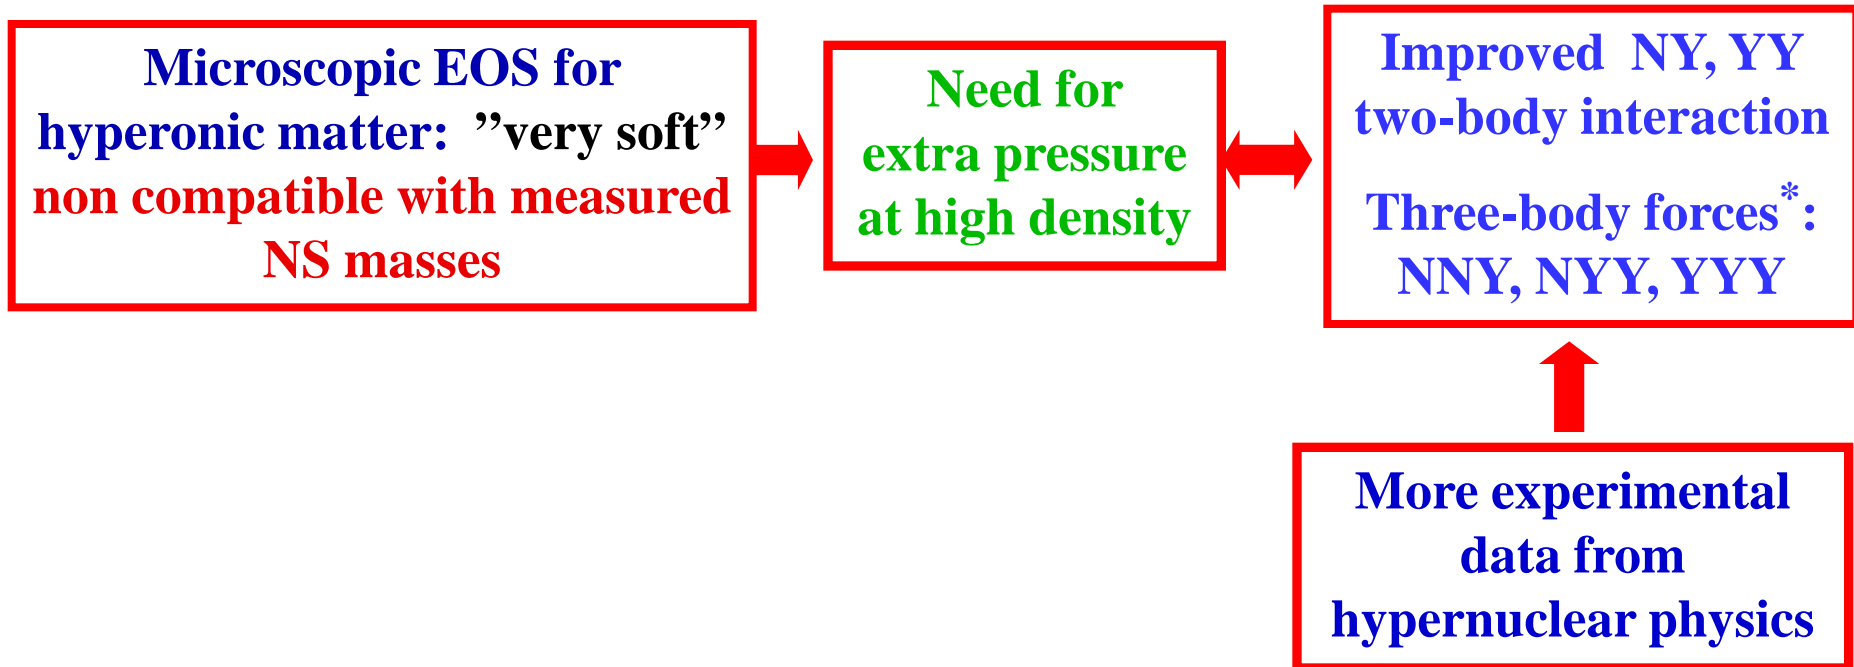 Microscopic EOS for
hyperonic matter: ”very soft”
non compatible with measured
NS masses
Need for
extra pressure
at high density
Improved NY, YY
two-body interaction
Three-body forces*:
NNY, NYY, YYY
More experimental
data from
hypernuclear physics